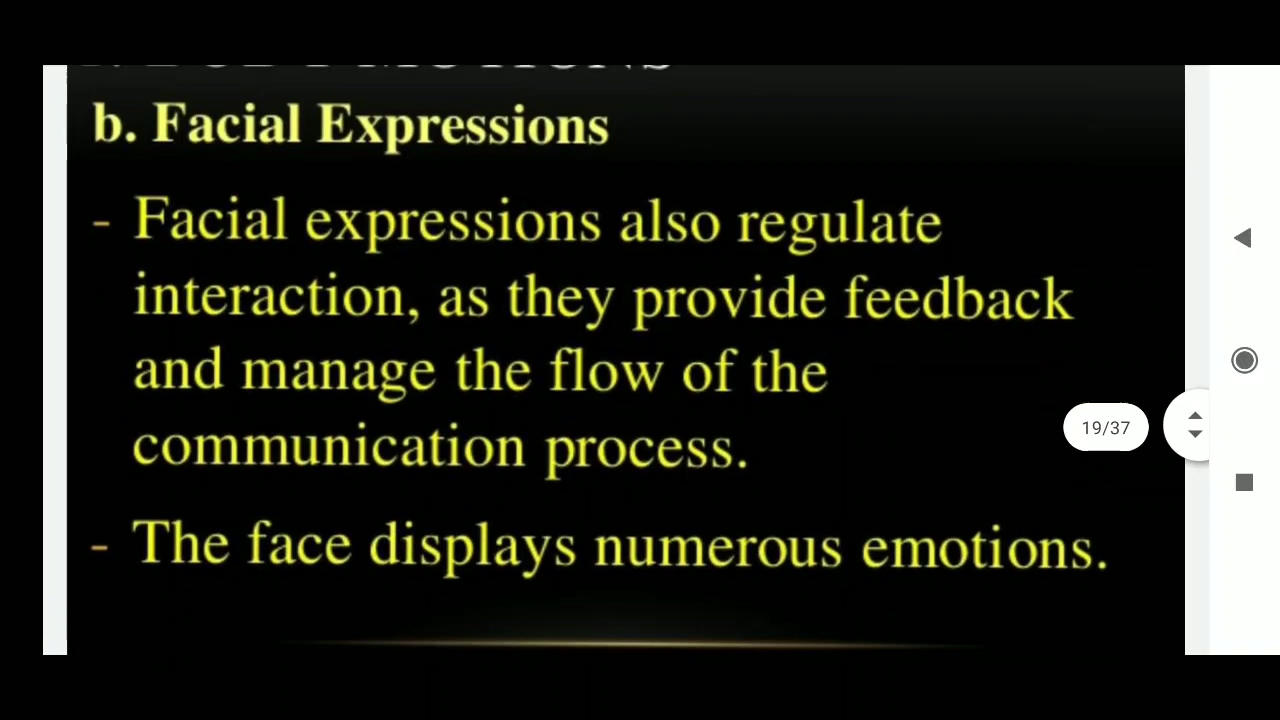 b. Facial Expressions
- Facial expressions also regulate
interaction, as they provide feedback
and manage the flow of the
communication process.
19/37
- The face displays numerous emotions.